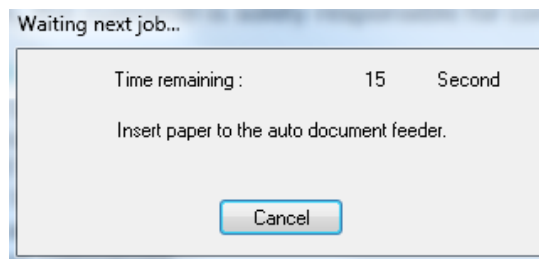 Waiting next job...
Time remaining : 15 Second
Insert paper to the auto document feeder.
Cancel